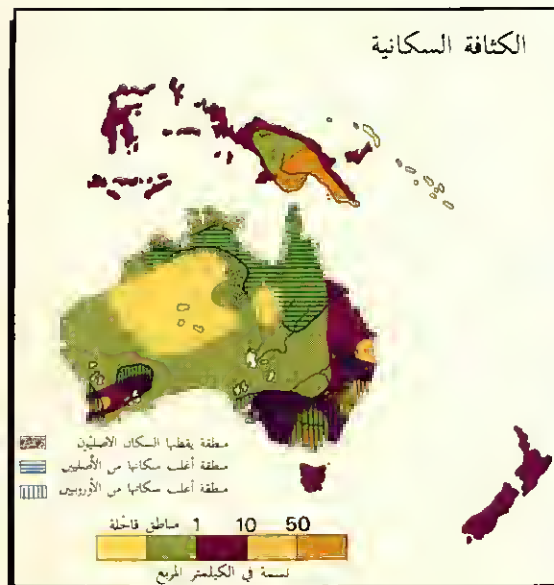 الكثافة السكانية
منطقة يقطنها السكان الأصليون
منطقة أغلب سكانها من الأصليين
منطقة أغلب سكانها من الأوروبيين
مناطق قاحلة 1 10 50
نسمة في الكيلمتر المربع